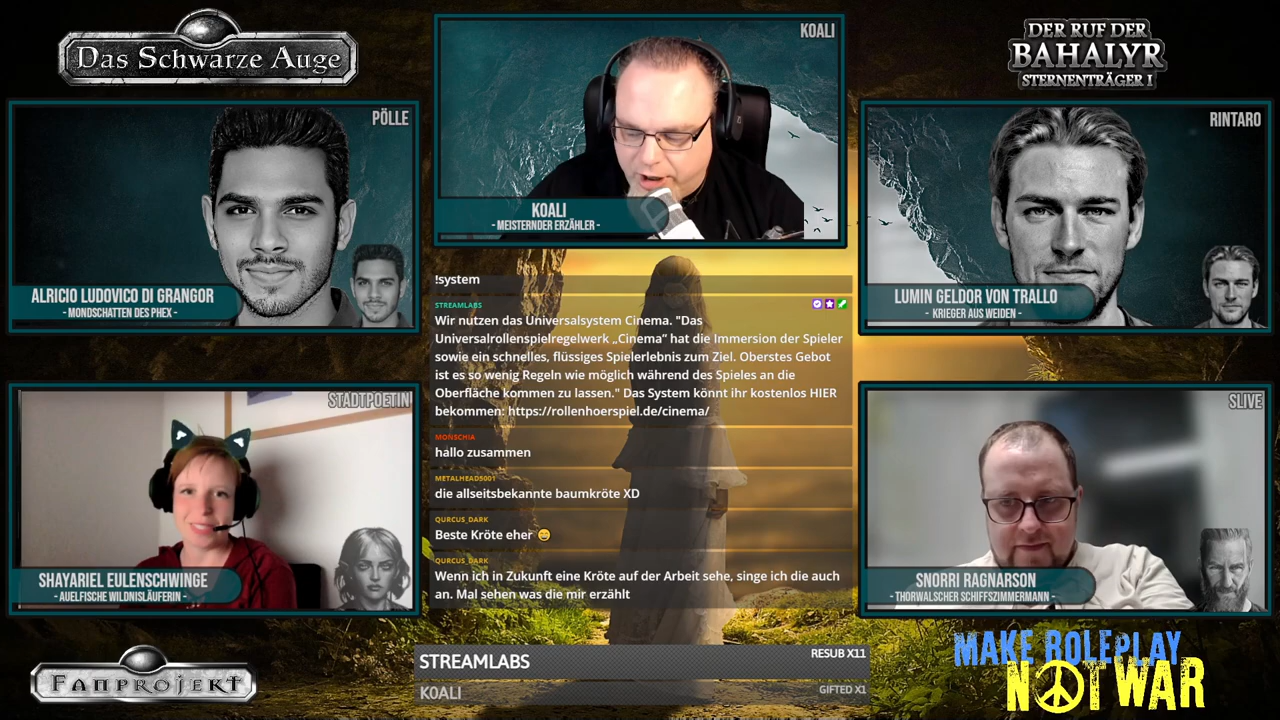 Das Schwarze Auge
KOALI
KOALI
- MEISTERNDER ERZÄHLER -
DER RUF DER
BAHALYR
STERNENTRÄGER I
PÖLLE
ALRICIO LUDOVICO DI GRANGOR
- MONDSCHATTEN DES PHEX -
RINTARO
LUMIN GELDOR VON TRALLO
- KRIEGER AUS WEIDEN -
!system
STREAMLABS
Wir nutzen das Universalsystem Cinema. "Das
Universalrollenspielregelwerk „Cinema“ hat die Immersion der Spieler
sowie ein schnelles, flüssiges Spielerlebnis zum Ziel. Oberstes Gebot
ist es so wenig Regeln wie möglich während des Spieles an die
Oberfläche kommen zu lassen." Das System könnt ihr kostenlos HIER
bekommen: https://rollenhoerspiel.de/cinema/
MONSCHIA
hallo zusammen
METALHEAD5001
die allseitsbekannte baumkröte XD
QURCUS_DARK
Beste Kröte eher 😄
QURCUS_DARK
Wenn ich in Zukunft eine Kröte auf der Arbeit sehe, singe ich die auch
an. Mal sehen was die mir erzählt
STADTPOETIN
SHAYARIEL EULENSCHWINGE
- AUELFISCHE WILDNISLÄUFERIN -
SLIVE
SNORRI RAGNARSON
- THORWALSCHER SCHIFFSZIMMERMANN -
FANPROJEKT
STREAMLABS
RESUB X11
KOALI
GIFTED X1
MAKE ROLEPLAY
NOT WAR